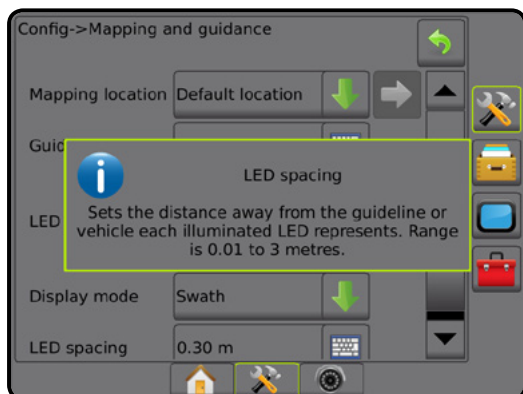 Config->Mapping and guidance
Mapping location Default location
Guid
LED spacing
Sets the distance away from the guideline or
vehicle each illuminated LED represents. Range
is 0.01 to 3 metres.
LED
Display mode Swath
LED spacing 0.30 m